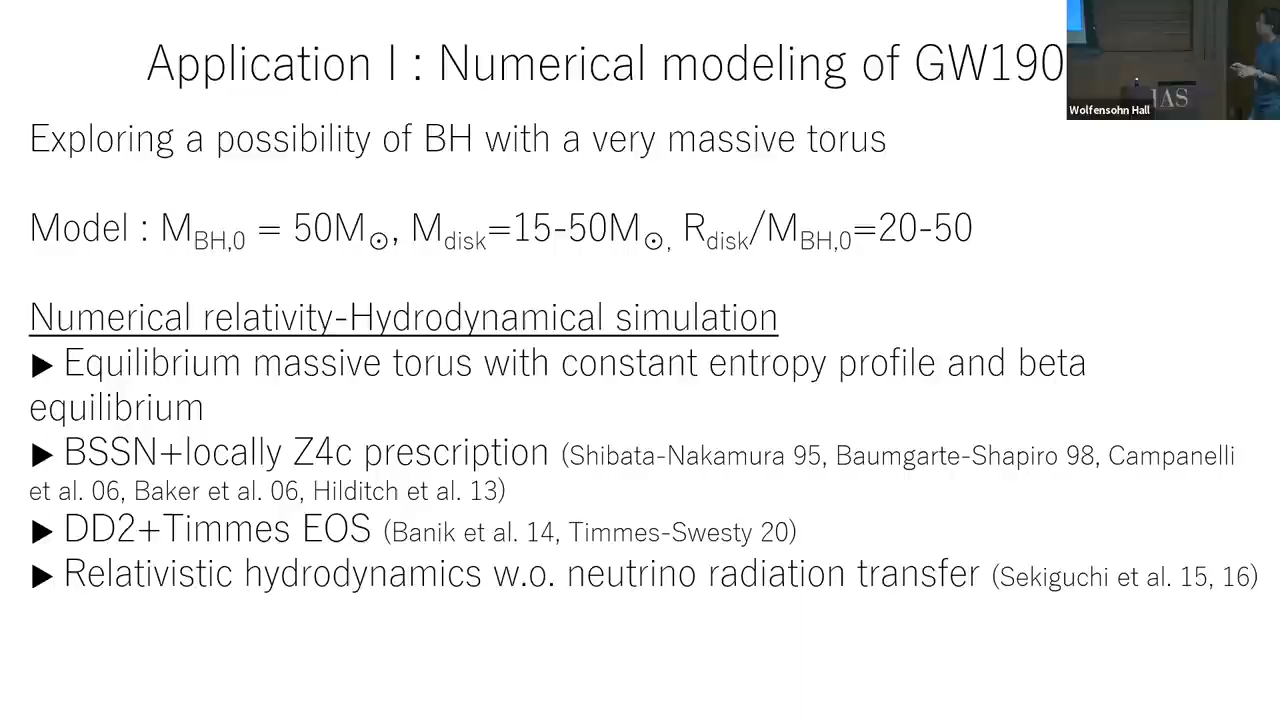 Application I : Numerical modeling of GW190
Wolfensohn Hall
IAS
Exploring a possibility of BH with a very massive torus
Model : M_BH,0 = 50M_⊙, M_disk=15-50M_⊙, R_disk/M_BH,0=20-50
Numerical relativity-Hydrodynamical simulation
▶ Equilibrium massive torus with constant entropy profile and beta
equilibrium
▶ BSSN+locally Z4c prescription (Shibata-Nakamura 95, Baumgarte-Shapiro 98, Campanelli
et al. 06, Baker et al. 06, Hilditch et al. 13)
▶ DD2+Timmes EOS (Banik et al. 14, Timmes-Swesty 20)
▶ Relativistic hydrodynamics w.o. neutrino radiation transfer (Sekiguchi et al. 15, 16)